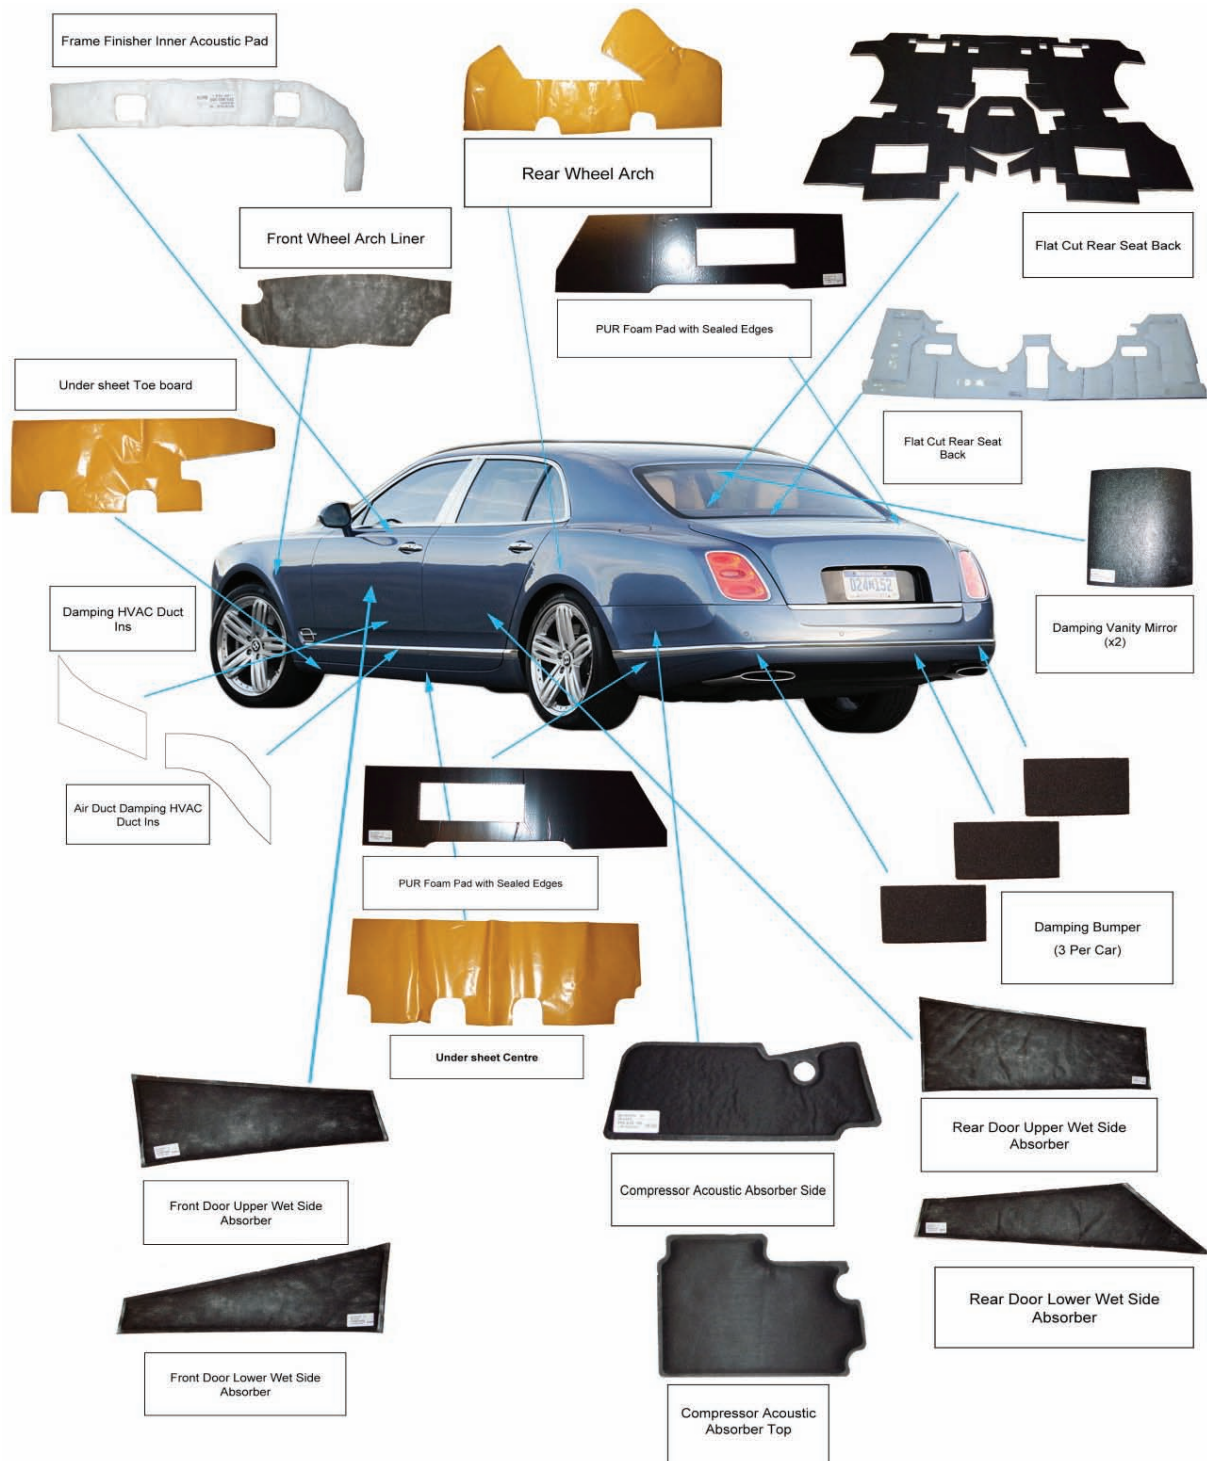 Frame Finisher Inner Acoustic Pad
Rear Wheel Arch
Flat Cut Rear Seat Back
Front Wheel Arch Liner
PUR Foam Pad with Sealed Edges
Under sheet Toe board
Flat Cut Rear Seat
Back
Damping HVAC Duct
Ins
024M152
Damping Vanity Mirror
(x2)
Air Duct Damping HVAC
Duct Ins
PUR Foam Pad with Sealed Edges
Damping Bumper
(3 Per Car)
Under sheet Centre
Rear Door Upper Wet Side
Absorber
Front Door Upper Wet Side
Absorber
Compressor Acoustic Absorber Side
Rear Door Lower Wet Side
Absorber
Front Door Lower Wet Side
Absorber
Compressor Acoustic
Absorber Top